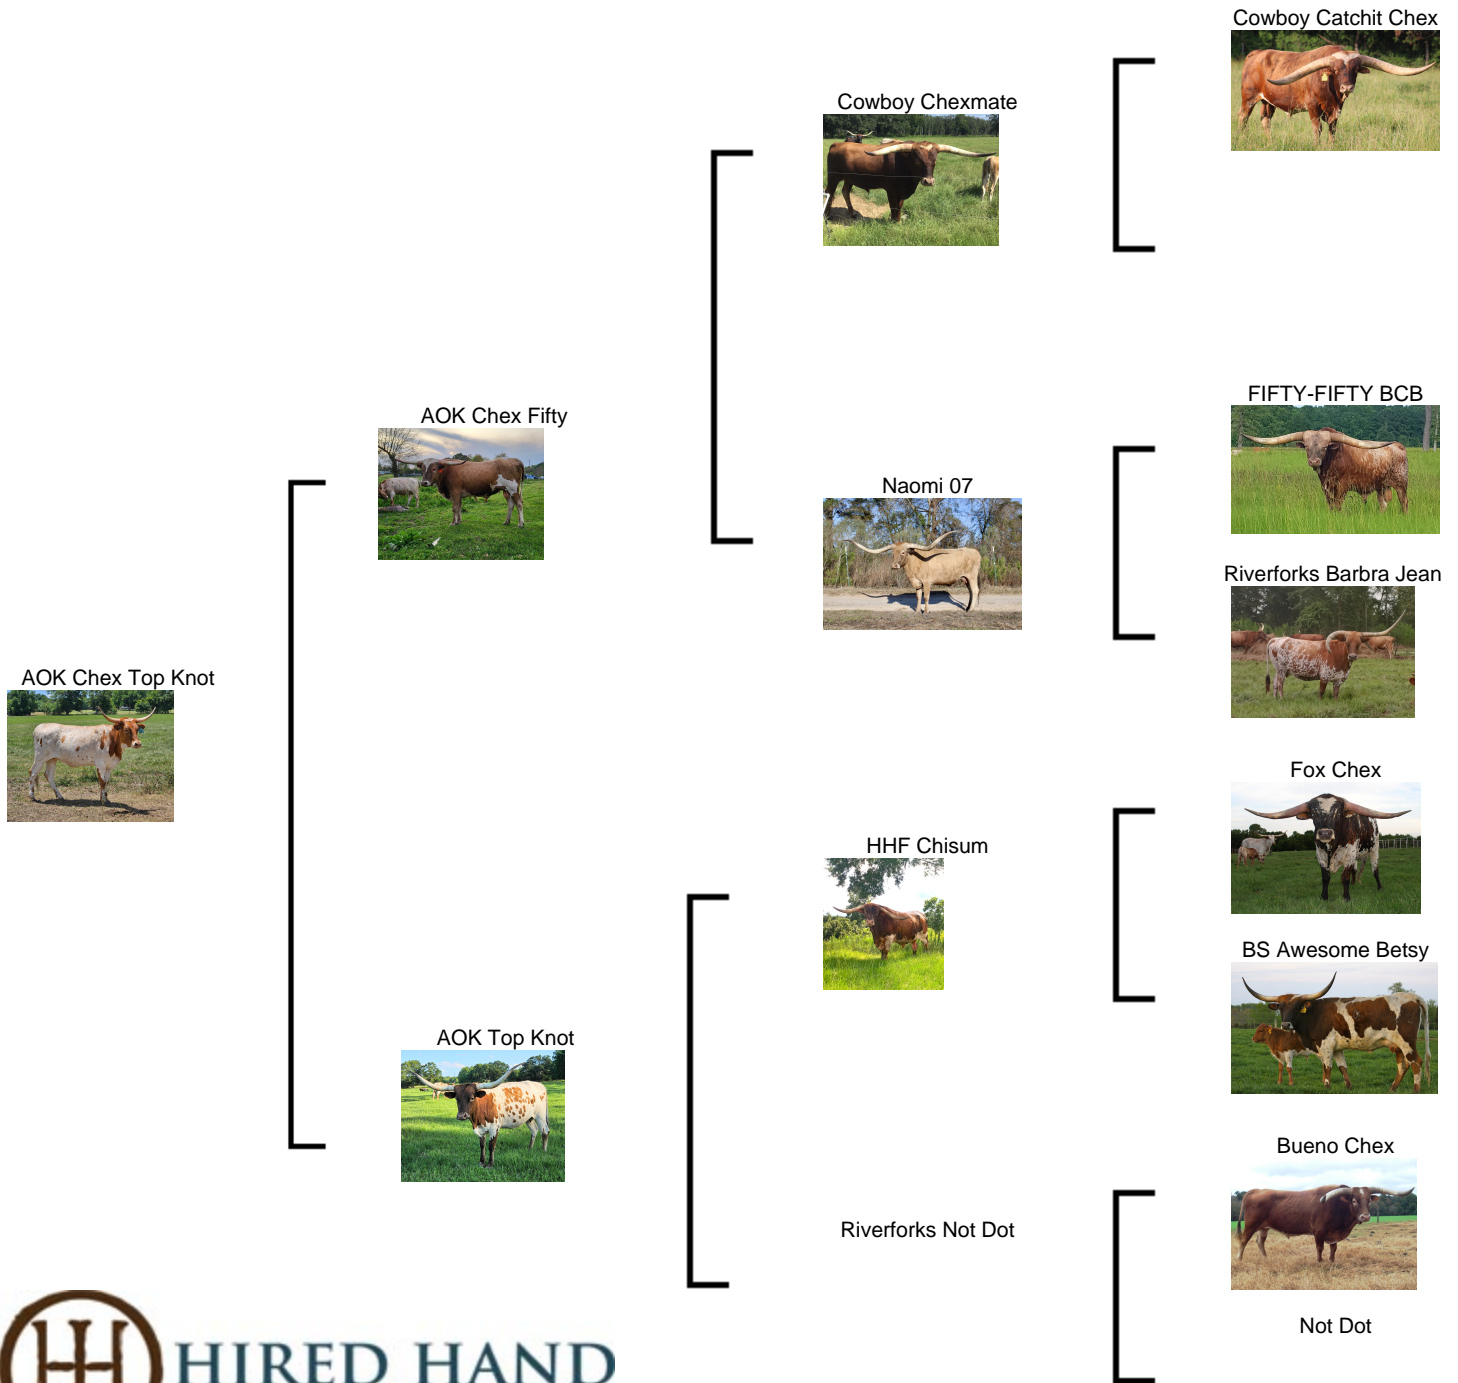 Cowboy Catchit Chex
Cowboy Chexmate
FIFTY-FIFTY BCB
AOK Chex Fifty
Naomi 07
Riverforks Barbra Jean
AOK Chex Top Knot
Fox Chex
HHF Chisum
BS Awesome Betsy
AOK Top Knot
Bueno Chex
Riverforks Not Dot
Not Dot
HIRED HAND